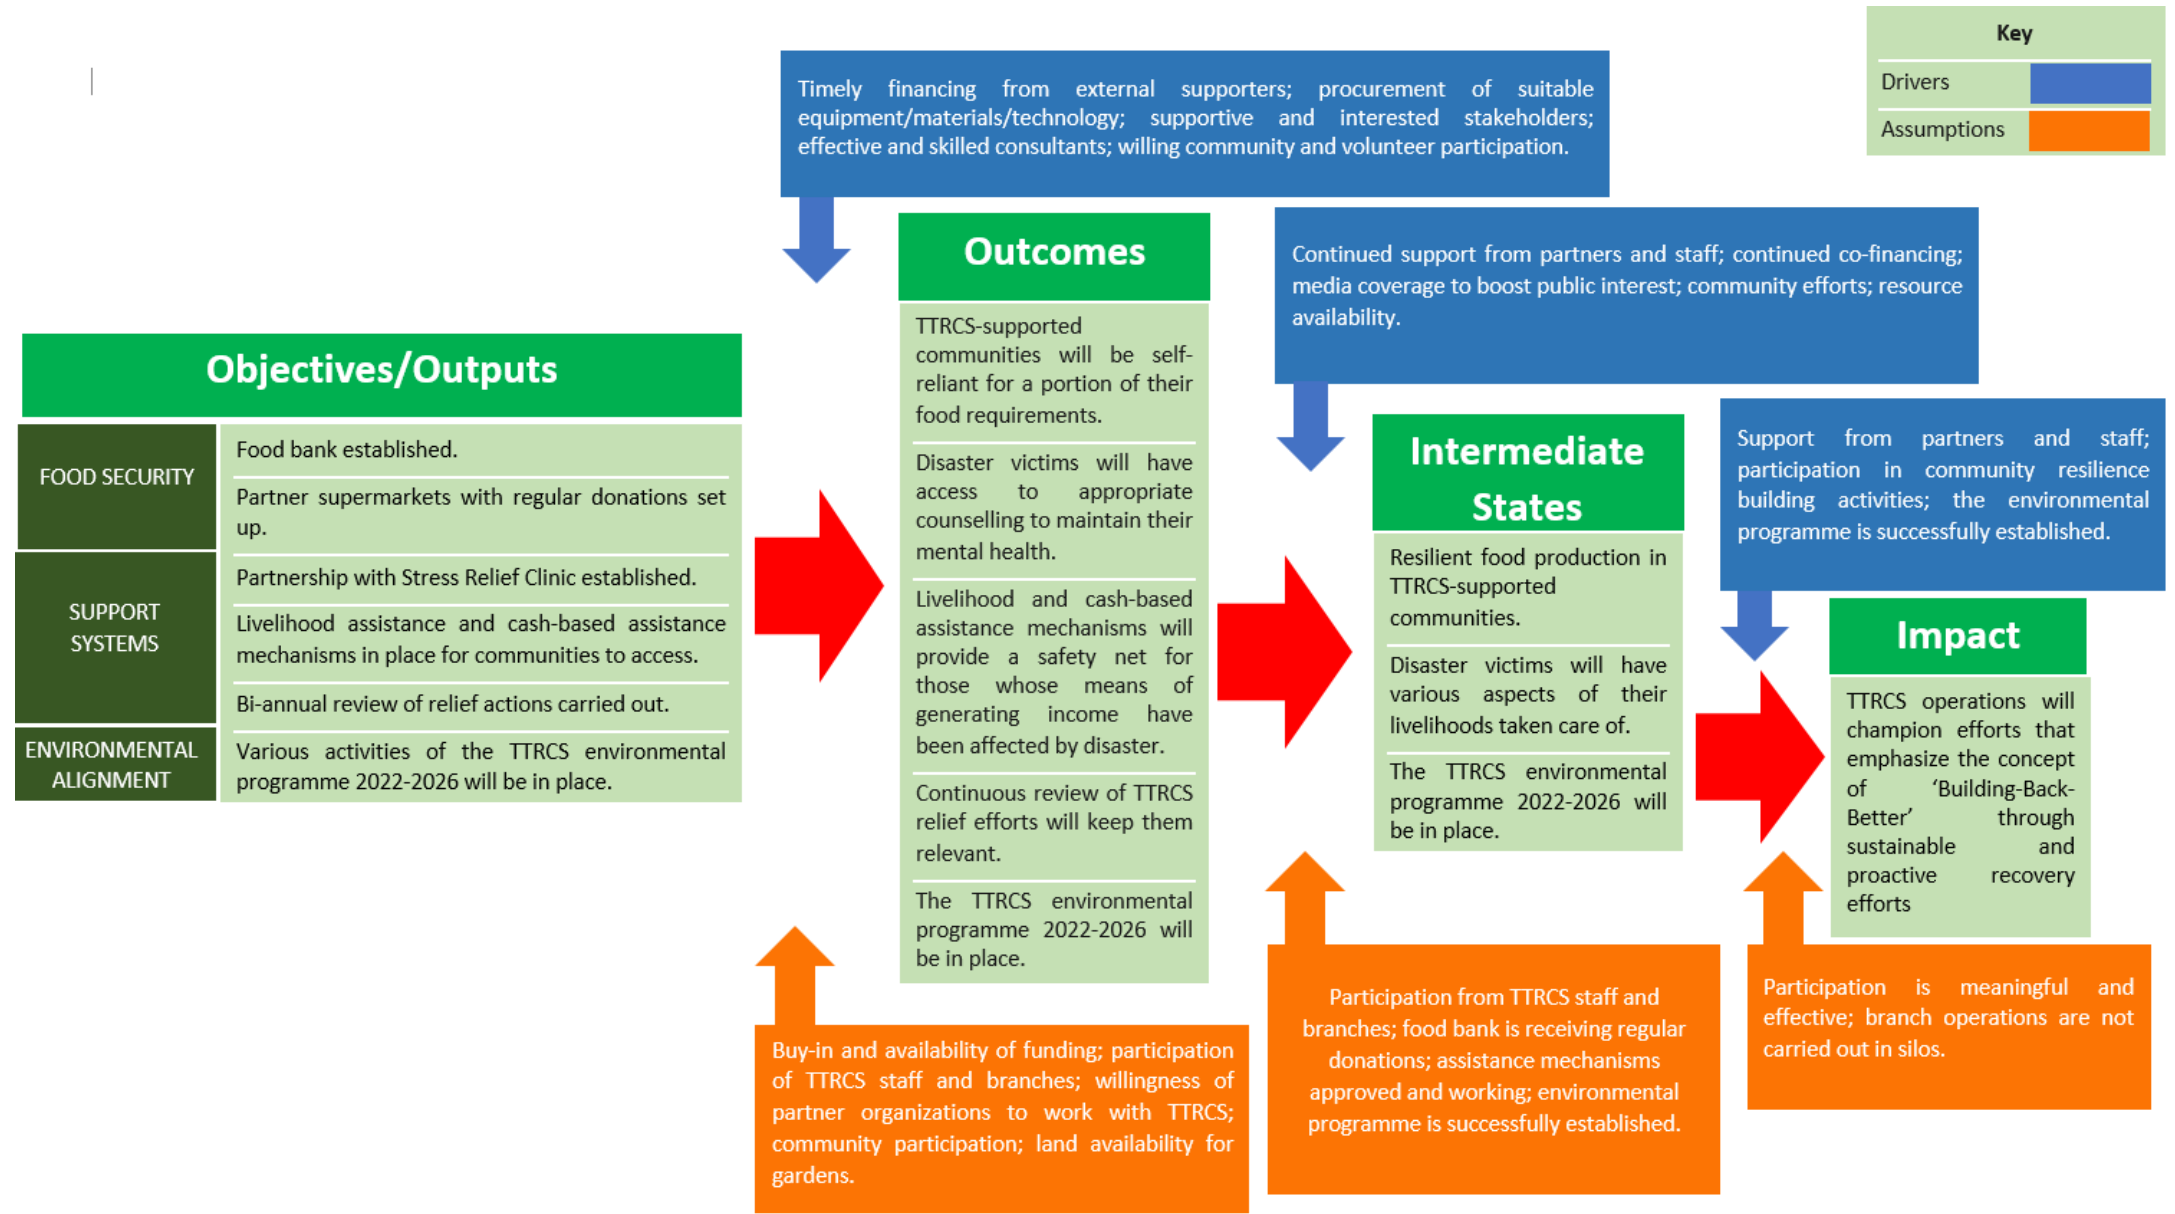 Key
Drivers
Assumptions
Timely financing from external supporters; procurement of suitable
equipment/materials/technology; supportive and interested stakeholders;
effective and skilled consultants; willing community and volunteer participation.
Continued support from partners and staff; continued co-financing;
media coverage to boost public interest; community efforts; resource
availability.
Support from partners and staff;
participation in community resilience
building activities; the environmental
programme is successfully established.
Objectives/Outputs
FOOD SECURITY
Food bank established.
Partner supermarkets with regular donations set
up.
SUPPORT
SYSTEMS
Partnership with Stress Relief Clinic established.
Livelihood assistance and cash-based assistance
mechanisms in place for communities to access.
Bi-annual review of relief actions carried out.
ENVIRONMENTAL
ALIGNMENT
Various activities of the TTRCS environmental
programme 2022-2026 will be in place.
Outcomes
TTRCS-supported
communities will be self-
reliant for a portion of their
food requirements.
Disaster victims will have
access to appropriate
counselling to maintain their
mental health.
Livelihood and cash-based
assistance mechanisms will
provide a safety net for
those whose means of
generating income have
been affected by disaster.
Continuous review of TTRCS
relief efforts will keep them
relevant.
The TTRCS environmental
programme 2022-2026 will
be in place.
Intermediate
States
Resilient food production in
TTRCS-supported
communities.
Disaster victims will have
various aspects of their
livelihoods taken care of.
The TTRCS environmental
programme 2022-2026 will
be in place.
Impact
TTRCS operations will
champion efforts that
emphasize the concept
of ‘Building-Back-
Better’ through
sustainable and
proactive recovery
efforts
Buy-in and availability of funding; participation
of TTRCS staff and branches; willingness of
partner organizations to work with TTRCS;
community participation; land availability for
gardens.
Participation from TTRCS staff and
branches; food bank is receiving regular
donations; assistance mechanisms
approved and working; environmental
programme is successfully established.
Participation is meaningful and
effective; branch operations are not
carried out in silos.